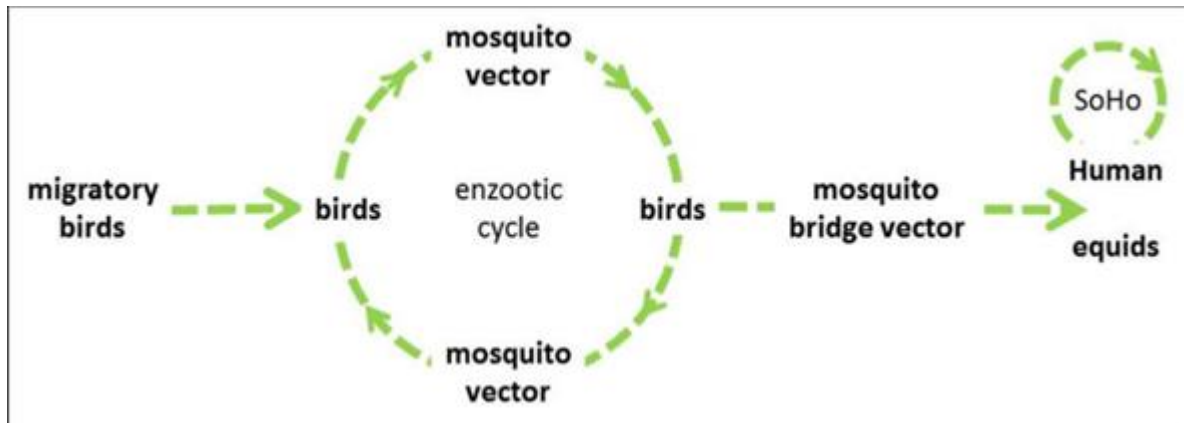 mosquito
vector
SoHo
migratory
birds
birds
enzootic
cycle
birds
mosquito
bridge vector
Human
equids
mosquito
vector